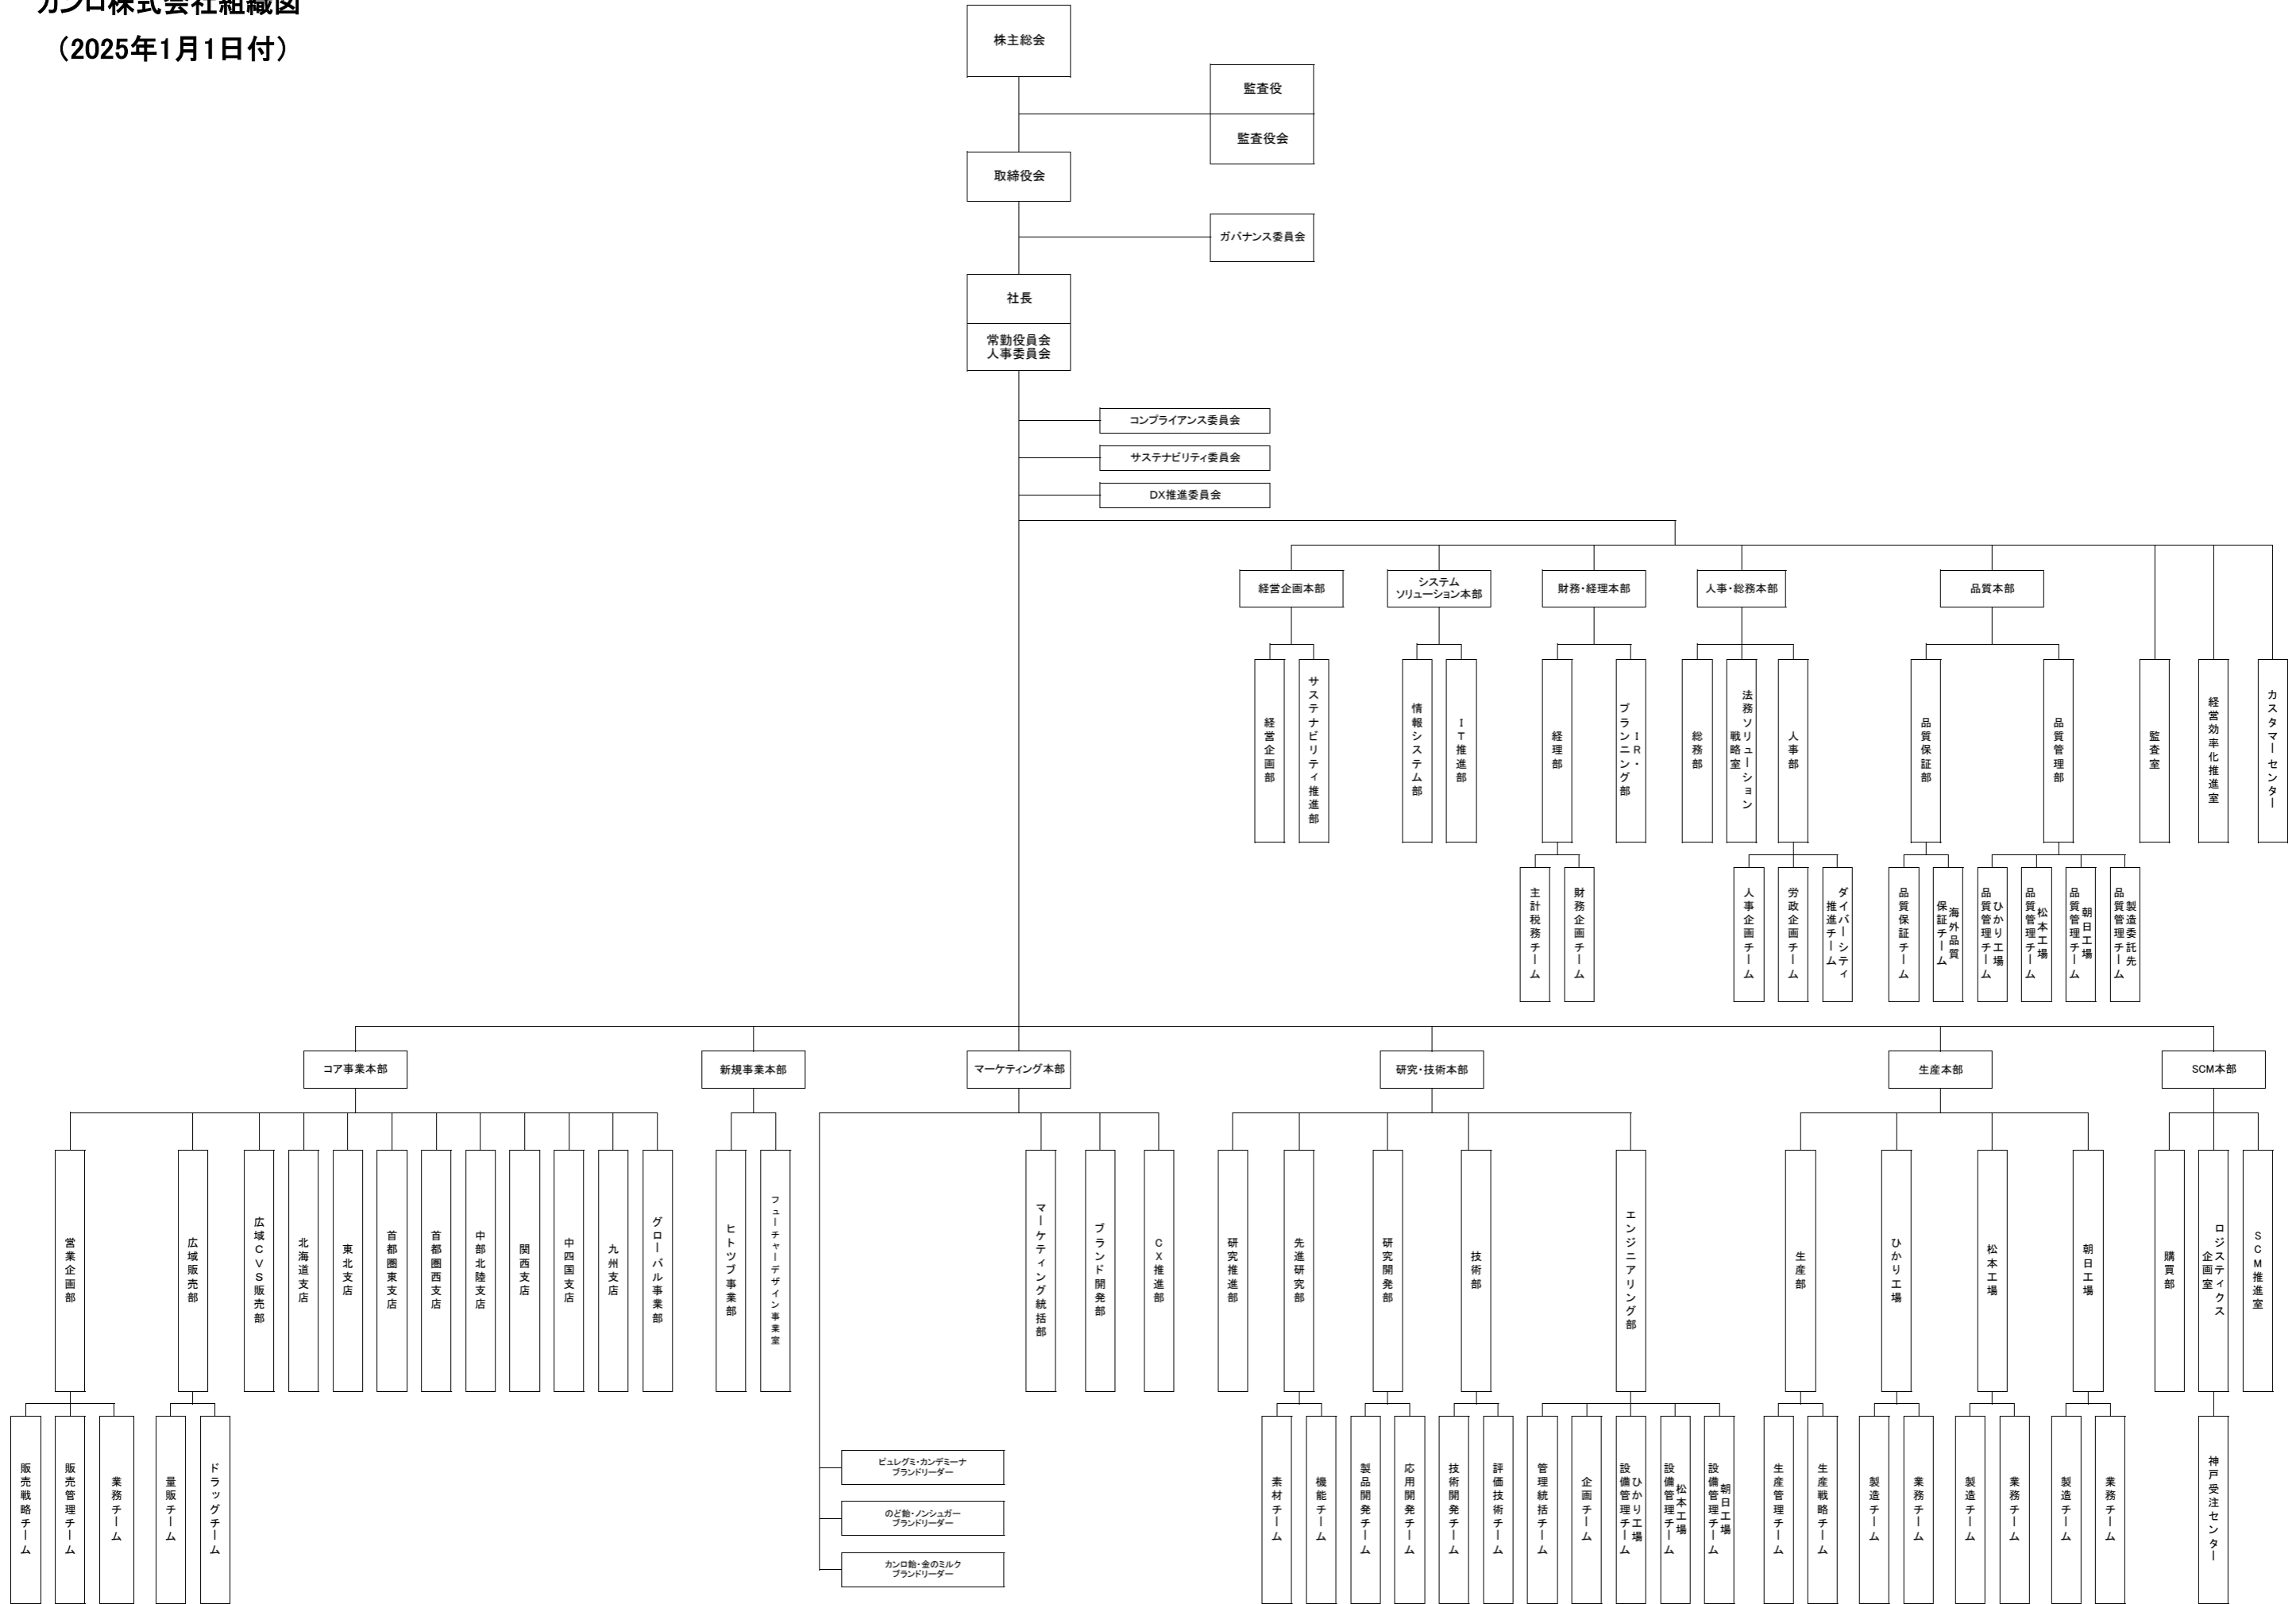 カンロ株式会社組織図
（2025年1月1日付）
株主総会
監査役
監査役会
取締役会
ガバナンス委員会
社長
常勤役員会
人事委員会
コンプライアンス委員会
サステナビリティ委員会
DX推進委員会
経営企画本部
システム
ソリューション本部
財務・経理本部
人事・総務本部
品質本部
経営企画部
サステナビリティ推進部
情報システム部
IT推進部
経理部
IR・
プランニング部
総務部
法務ソリューション
戦略室
人事部
品質保証部
品質管理部
監査室
経営効率化推進室
カスタマーセンター
主計税務チーム
財務企画チーム
人事企画チーム
労政企画チーム
ダイバーシティ
推進チーム
品質保証チーム
海外品質
保証チーム
ひかり工場
品質管理チーム
松本工場
品質管理チーム
朝日工場
品質管理チーム
製造委託先
品質管理チーム
コア事業本部
新規事業本部
マーケティング本部
研究・技術本部
生産本部
SCM本部
営業企画部
広域販売部
広域CVS販売部
北海道支店
東北支店
首都圏東支店
首都圏西支店
中部北陸支店
関西支店
中四国支店
九州支店
グローバル事業部
ヒトツブ事業部
フューチャーデザイン事業室
マーケティング統括部
ブランド開発部
CX推進部
研究推進部
先進研究部
研究開発部
技術部
エンジニアリング部
生産部
ひかり工場
松本工場
朝日工場
購買部
ロジスティクス
企画室
SCM推進室
販売戦略チーム
販売管理チーム
業務チーム
量販チーム
ドラッグチーム
ピュレグミ・カンデミーナ
ブランドリーダー
のど飴・ノンシュガー
ブランドリーダー
カンロ飴・金のミルク
ブランドリーダー
素材チーム
機能チーム
製品開発チーム
応用開発チーム
技術開発チーム
評価技術チーム
管理統括チーム
企画チーム
ひかり工場
設備管理チーム
松本工場
設備管理チーム
朝日工場
設備管理チーム
生産管理チーム
生産戦略チーム
製造チーム
業務チーム
製造チーム
業務チーム
製造チーム
業務チーム
神戸受注センター